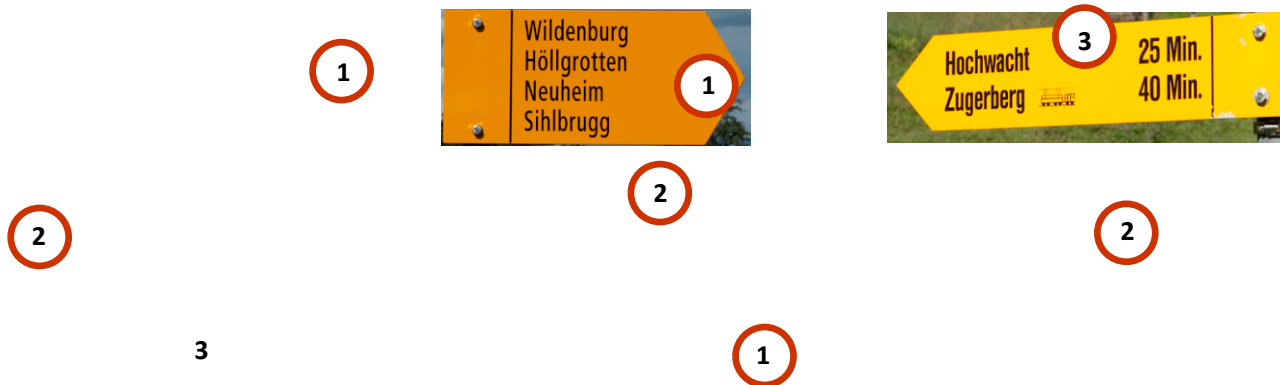 1
Wildenburg
Höllgrotten
Neuheim
Sihlbrugg
1
3
Hochwacht 25 Min.
Zugerberg 40 Min.
2
2
2
3
1